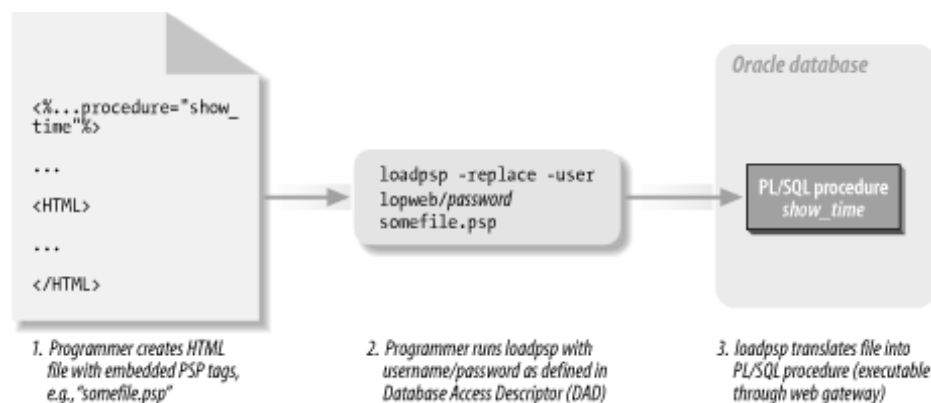 <%...procedure="show_
time"%>
...
<HTML>
...
</HTML>
loadpsp -replace -user
lopweb/password
somefile.psp
Oracle database
PL/SQL procedure
show_time
1. Programmer creates HTML
file with embedded PSP tags,
e.g., "somefile.psp"
2. Programmer runs loadpsp with
username/password as defined in
Database Access Descriptor (DAD)
3. loadpsp translates file into
PL/SQL procedure (executable
through web gateway)